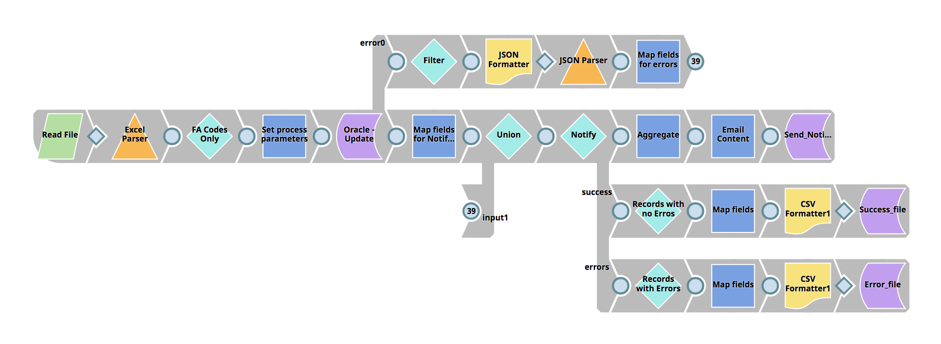 error0
Filter
JSON
Formatter
JSON Parser
Map fields
for errors
39
Read File
Excel
Parser
FA Codes
Only
Set process
parameters
Oracle -
Update
Map fields
for Notif...
Union
Notify
Aggregate
Email
Content
Send_Noti...
39
input1
success
Records with
no Erros
Map fields
CSV
Formatter1
Success_file
errors
Records
with Errors
Map fields
CSV
Formatter1
Error_file